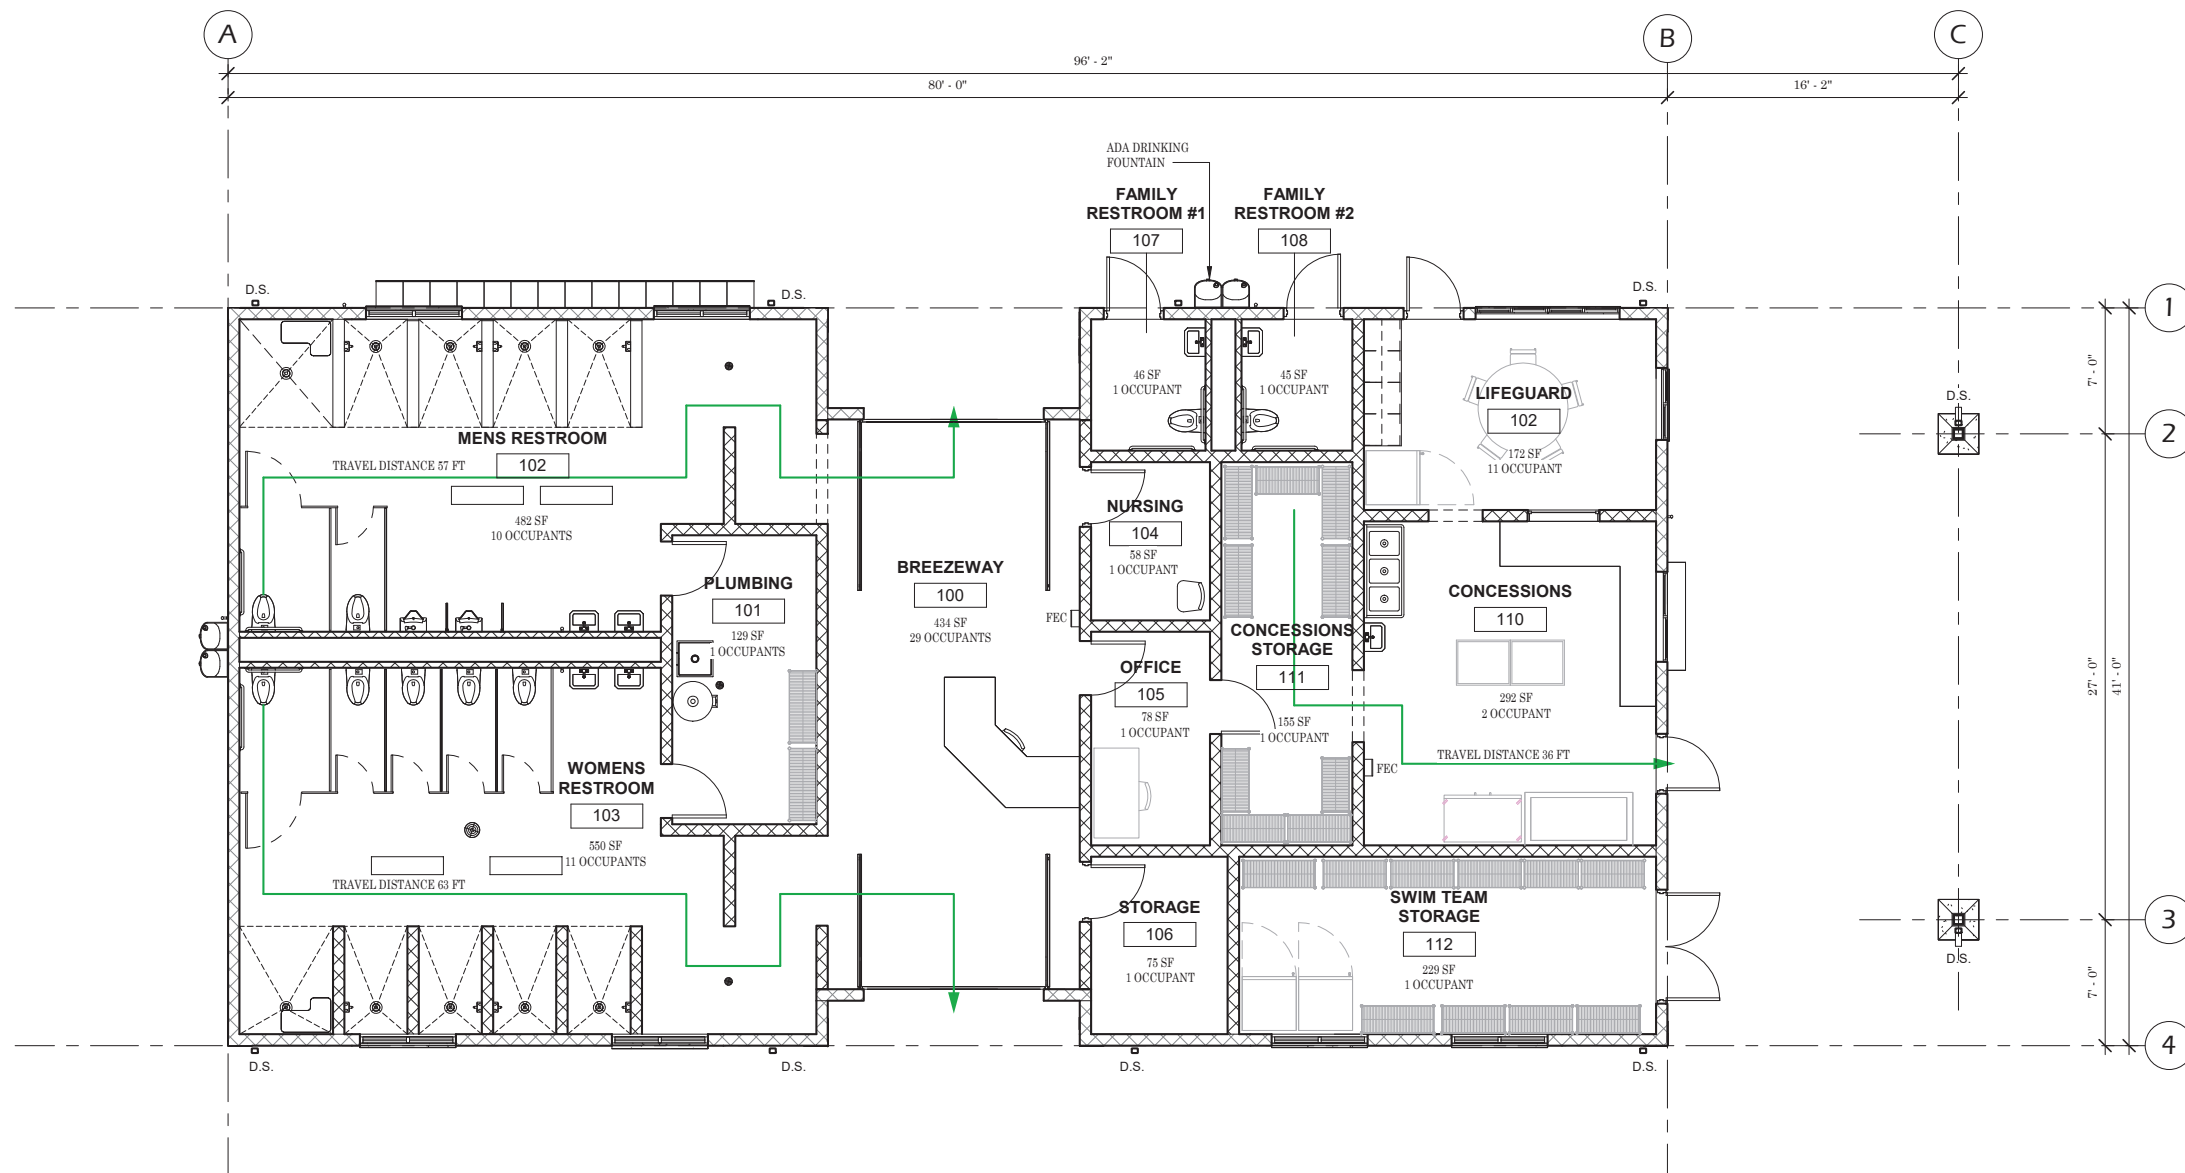 A
B
C
96' - 2"
80' - 0"
16' - 2"
ADA DRINKING
FOUNTAIN
FAMILY
RESTROOM #1
107
FAMILY
RESTROOM #2
108
D.S.
D.S.
D.S.
1
46 SF
1 OCCUPANT
45 SF
1 OCCUPANT
LIFEGUARD
102
172 SF
11 OCCUPANT
7' - 0"
D.S.
2
MENS RESTROOM
102
TRAVEL DISTANCE 57 FT
482 SF
10 OCCUPANTS
NURSING
104
58 SF
1 OCCUPANT
PLUMBING
101
129 SF
1 OCCUPANTS
BREEZEWAY
100
434 SF
29 OCCUPANTS
FEC
CONCESSIONS
110
292 SF
2 OCCUPANT
CONCESSIONS
STORAGE
111
155 SF
1 OCCUPANT
OFFICE
105
78 SF
1 OCCUPANT
27' - 0"
41' - 0"
TRAVEL DISTANCE 36 FT
FEC
WOMENS
RESTROOM
103
550 SF
11 OCCUPANTS
TRAVEL DISTANCE 63 FT
STORAGE
106
75 SF
1 OCCUPANT
SWIM TEAM
STORAGE
112
229 SF
1 OCCUPANT
3
D.S.
7' - 0"
4
D.S.
D.S.
D.S.
D.S.